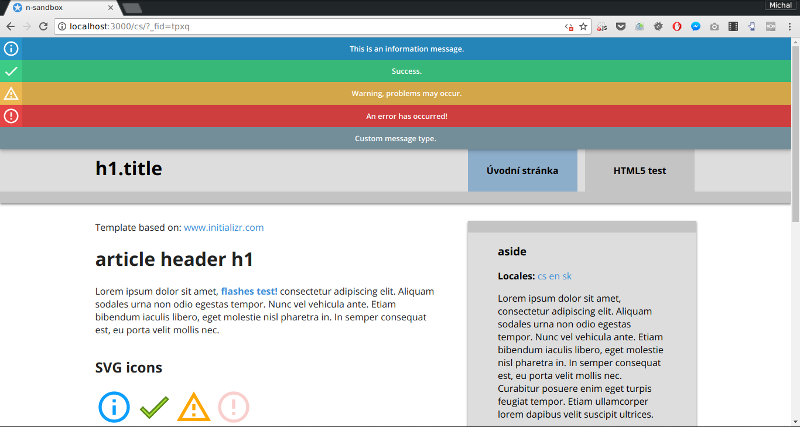 n-sandbox
Michal
localhost:3000/cs/?_fid=tpxq
This is an information message.
Success.
Warning, problems may occur.
An error has occurred!
Custom message type.
h1.title
Úvodní stránka
HTML5 test
Template based on: www.initializr.com
article header h1
Lorem ipsum dolor sit amet, flashes test! consectetur adipiscing elit. Aliquam
sodales urna non odio egestas tempor. Nunc vel vehicula ante. Etiam
bibendum iaculis libero, eget molestie nisl pharetra in. In semper consequat
est, eu porta velit mollis nec.
SVG icons
aside
Locales: cs en sk
Lorem ipsum dolor sit amet,
consectetur adipiscing elit. Aliquam
sodales urna non odio egestas
tempor. Nunc vel vehicula ante. Etiam
bibendum iaculis libero, eget molestie
nisl pharetra in. In semper consequat
est, eu porta velit mollis nec.
Curabitur posuere enim eget turpis
feugiat tempor. Etiam ullamcorper
lorem dapibus velit suscipit ultrices.